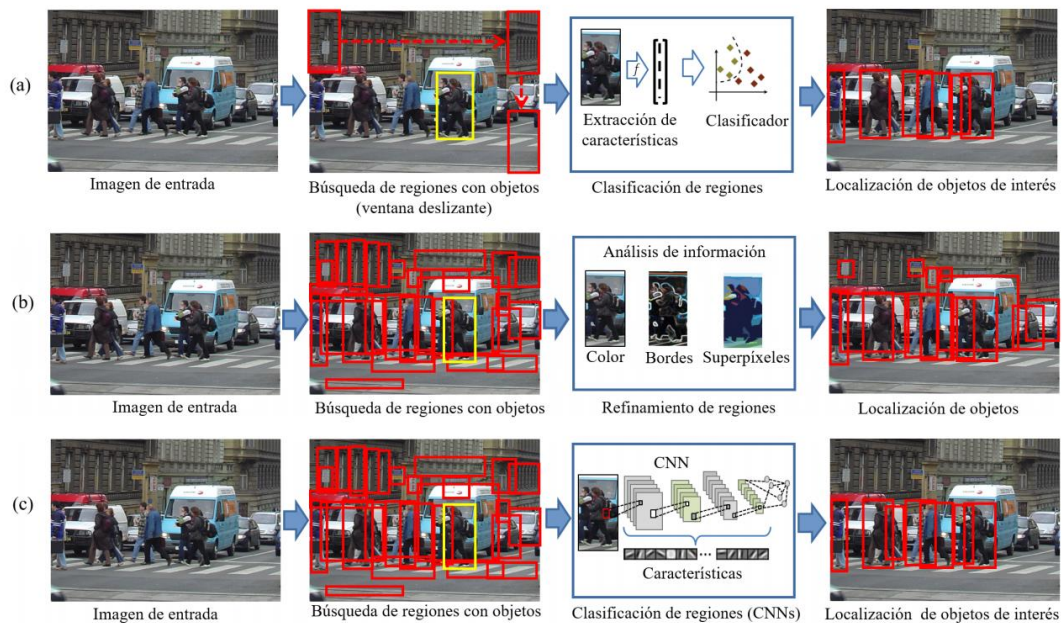 (a)
Imagen de entrada
Búsqueda de regiones con objetos
(ventana deslizante)
f
Extracción de
características
Clasificador
Clasificación de regiones
Localización de objetos de interés
(b)
Imagen de entrada
Búsqueda de regiones con objetos
Análisis de información
Color
Bordes
Superpíxeles
Refinamiento de regiones
Localización de objetos
(c)
Imagen de entrada
Búsqueda de regiones con objetos
CNN
...
Características
Clasificación de regiones (CNNs)
Localización de objetos de interés